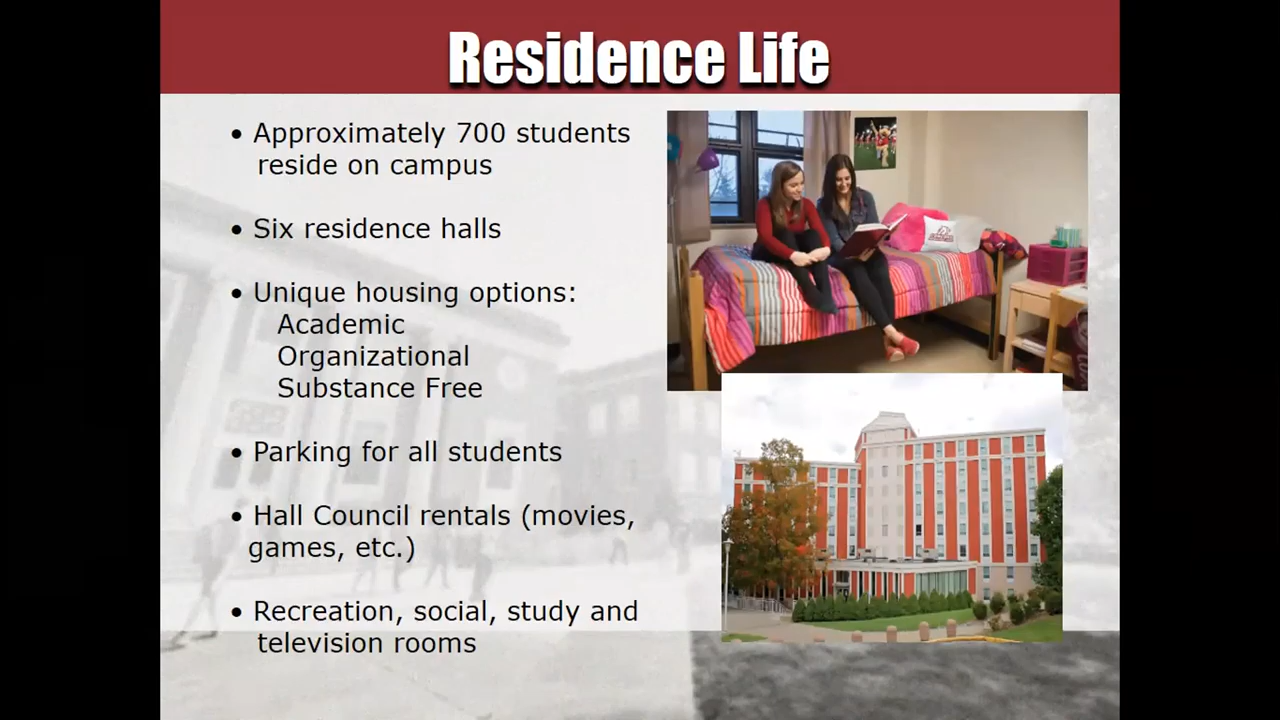 Residence Life
• Approximately 700 students
reside on campus
• Six residence halls
• Unique housing options:
Academic
Organizational
Substance Free
• Parking for all students
• Hall Council rentals (movies,
games, etc.)
• Recreation, social, study and
television rooms